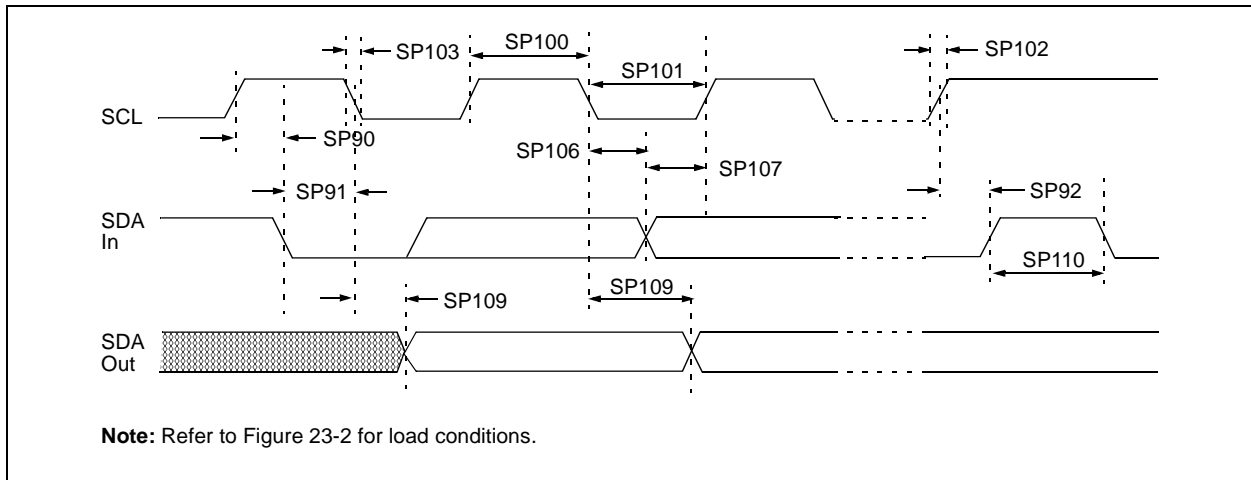 SP103
SP100
SP102
SP101
SCL
SP90
SP106
SP107
SP91
SP92
SDA
In
SP110
SP109
SP109
SDA
Out
Note: Refer to Figure 23-2 for load conditions.